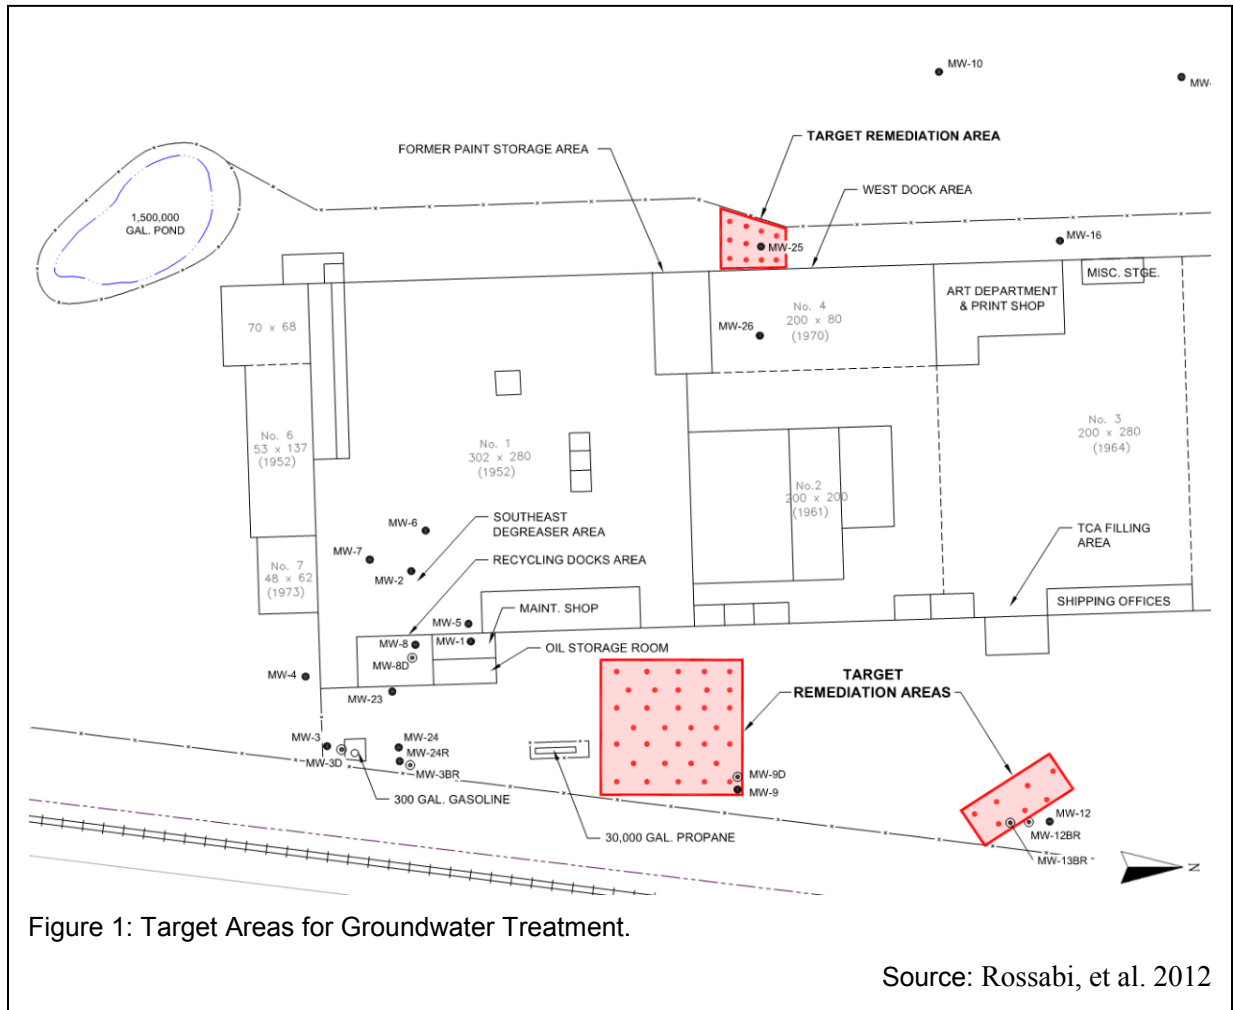 MW-10
MW-
TARGET REMEDIATION AREA
FORMER PAINT STORAGE AREA
WEST DOCK AREA
1,500,000
GAL. POND
MW-25
MW-16
MISC. STGE.
ART DEPARTMENT
& PRINT SHOP
No. 4
200 x 80
(1970)
MW-26
70 x 68
No. 6
53 x 137
(1952)
No. 1
302 x 280
(1952)
No. 3
200 x 280
(1964)
No.2
200 x 200
(1961)
MW-6
SOUTHEAST
DEGREASER AREA
TCA FILLING
AREA
MW-7
MW-2
RECYCLING DOCKS AREA
No. 7
48 x 62
(1973)
MAINT. SHOP
SHIPPING OFFICES
MW-5
MW-8
MW-1
OIL STORAGE ROOM
MW-8D
MW-4
MW-23
TARGET
REMEDIATION AREAS
MW-3
MW-24
MW-24R
MW-3D
MW-3BR
MW-9D
MW-9
300 GAL. GASOLINE
30,000 GAL. PROPANE
MW-12
MW-12BR
MW-13BR
N
Figure 1: Target Areas for Groundwater Treatment.
Source: Rossabi, et al. 2012